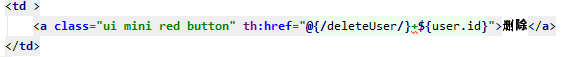 <td >
<a class="ui mini red button" th:href="@{/deleteUser/}+${user.id}">删除</a>
</td>